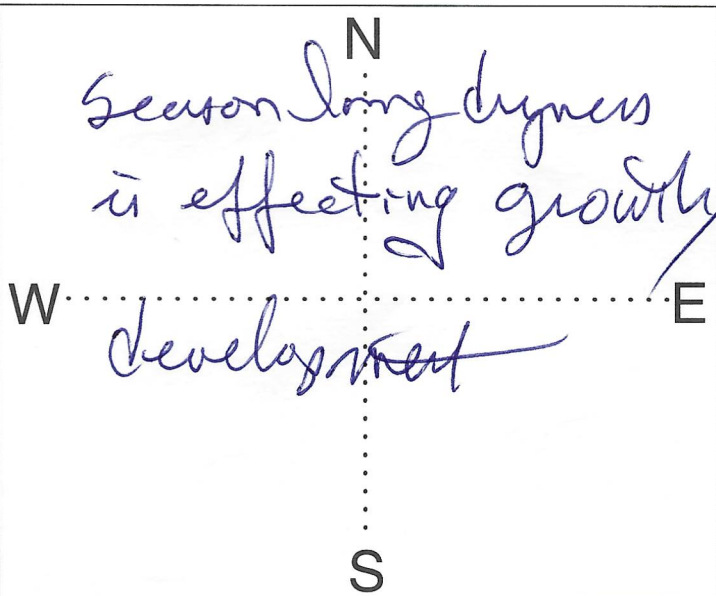 N
season long dryness
is effecting growth/
W E
development
S